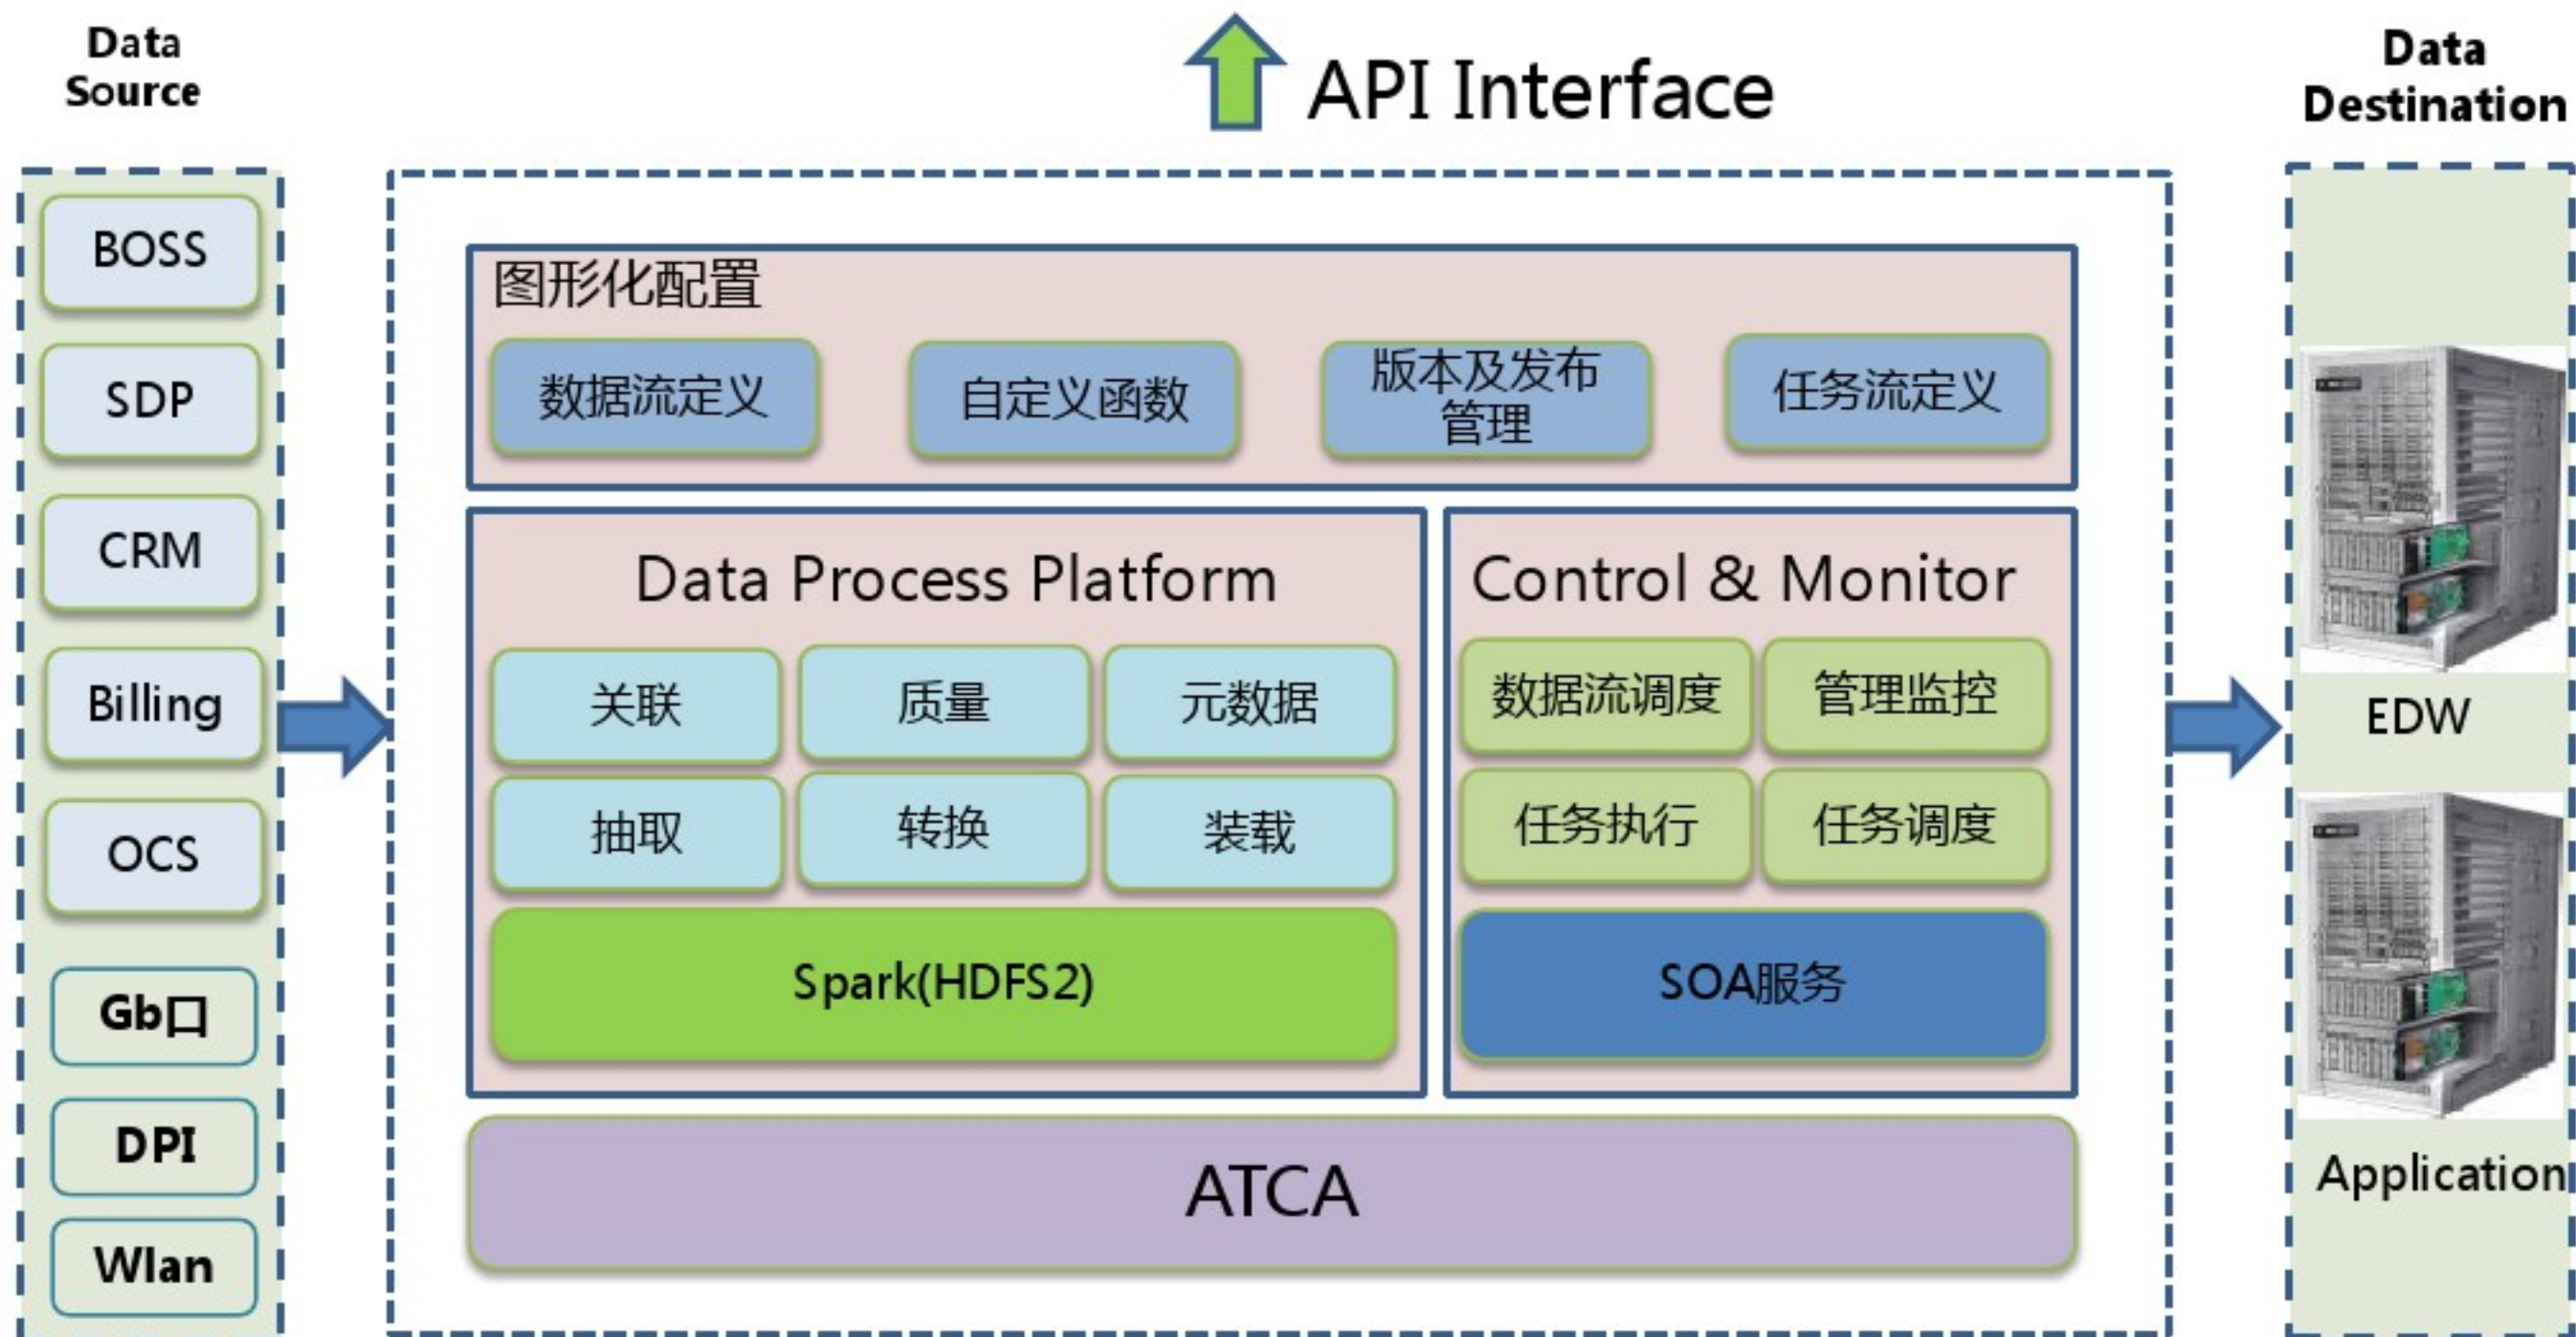 Data
Source
API Interface
Data
Destination
BOSS
SDP
CRM
Billing
OCS
Gb口
DPI
Wlan
图形化配置
数据流定义
自定义函数
版本及发布
管理
任务流定义
Data Process Platform
关联
质量
元数据
抽取
转换
装载
Spark(HDFS2)
Control & Monitor
数据流调度
管理监控
任务执行
任务调度
SOA服务
ATCA
EDW
Application